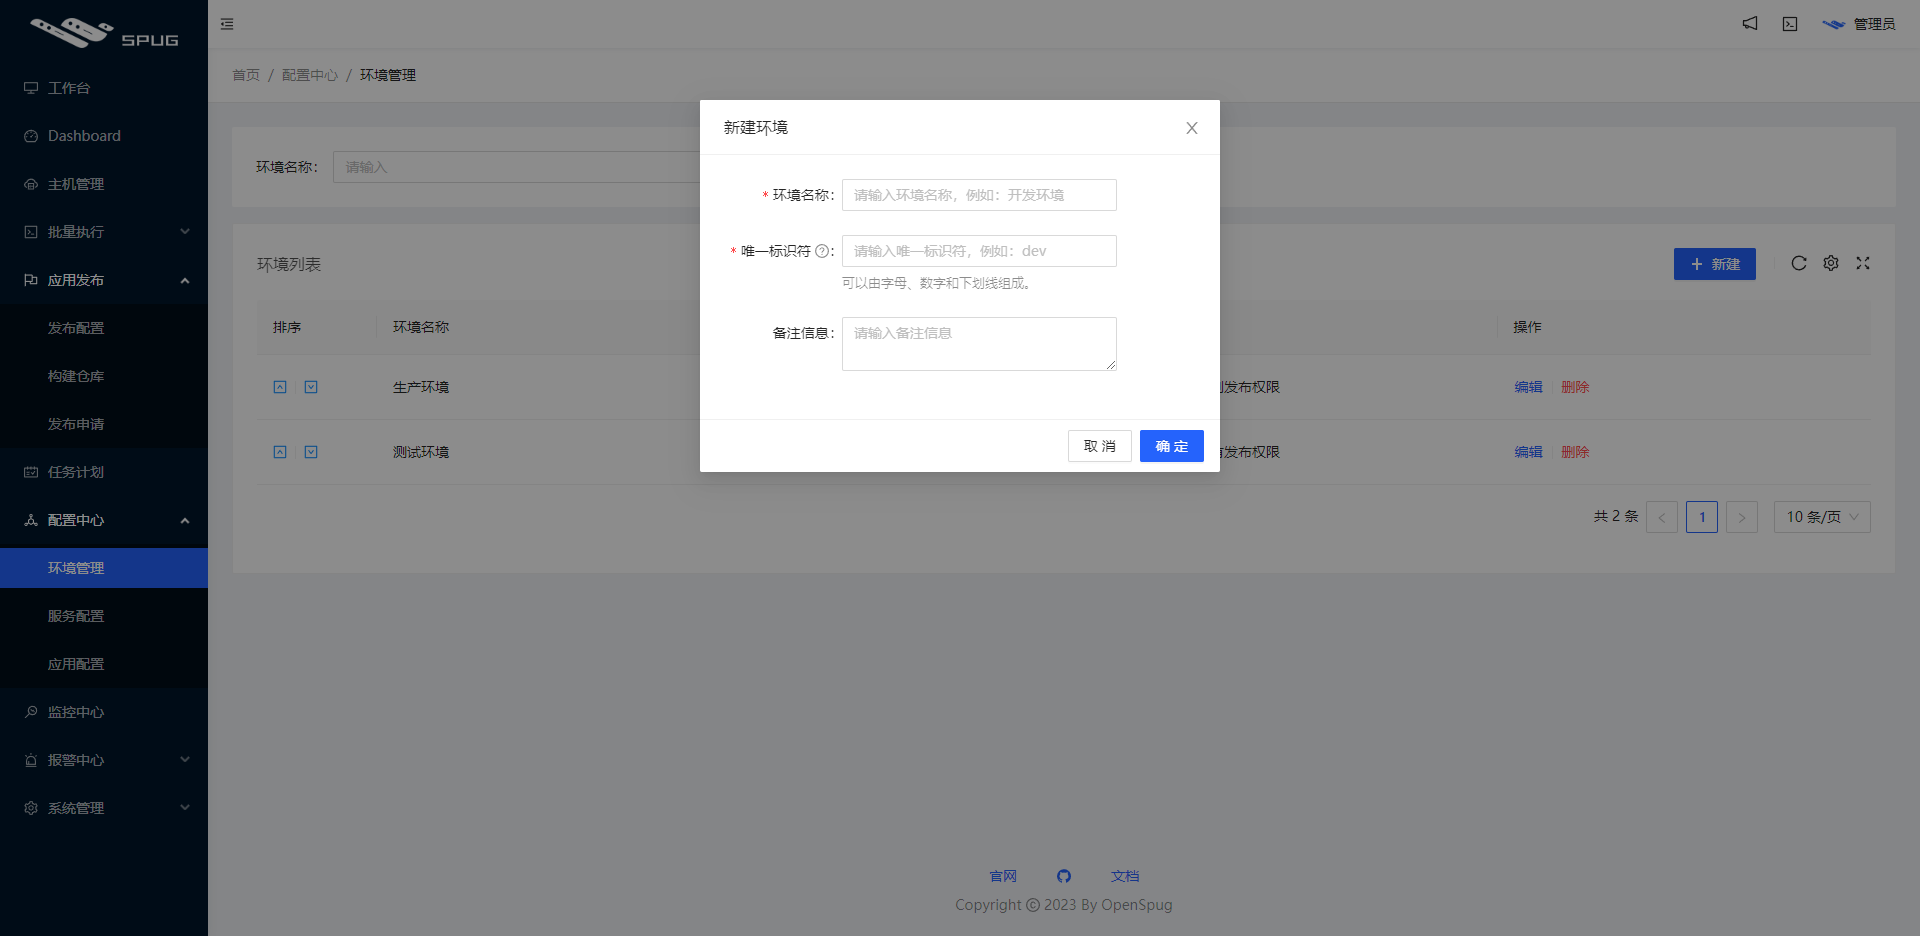 SPUG
管理员
工作台
Dashboard
主机管理
批量执行
应用发布
发布配置
构建仓库
发布申请
任务计划
配置中心
环境管理
服务配置
应用配置
监控中心
报警中心
系统管理
首页 / 配置中心 / 环境管理
环境名称： 请输入
环境列表
新建
排序 环境名称 操作
生产环境 发布权限 编辑 删除
测试环境 发布权限 编辑 删除
共 2 条 < 1 > 10 条/页
新建环境
* 环境名称： 请输入环境名称，例如：开发环境
* 唯一标识符 ?： 请输入唯一标识符，例如：dev
可以由字母、数字和下划线组成。
备注信息： 请输入备注信息
取 消 确 定
官网 文档
Copyright © 2023 By OpenSpug